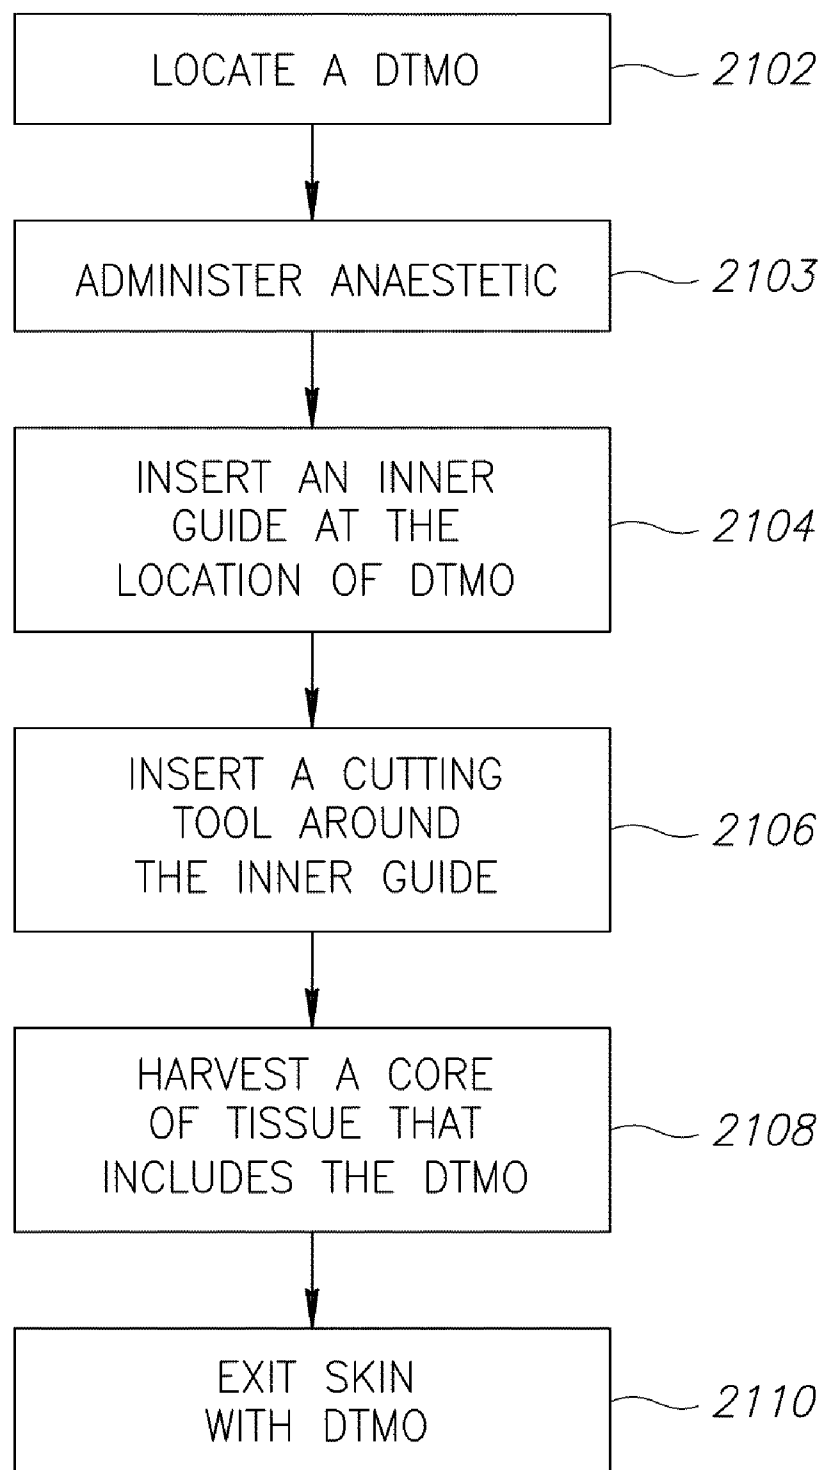 LOCATE A DTMO
2102
ADMINISTER ANAESTETIC
2103
INSERT AN INNER
GUIDE AT THE
LOCATION OF DTMO
2104
INSERT A CUTTING
TOOL AROUND
THE INNER GUIDE
2106
HARVEST A CORE
OF TISSUE THAT
INCLUDES THE DTMO
2108
EXIT SKIN
WITH DTMO
2110